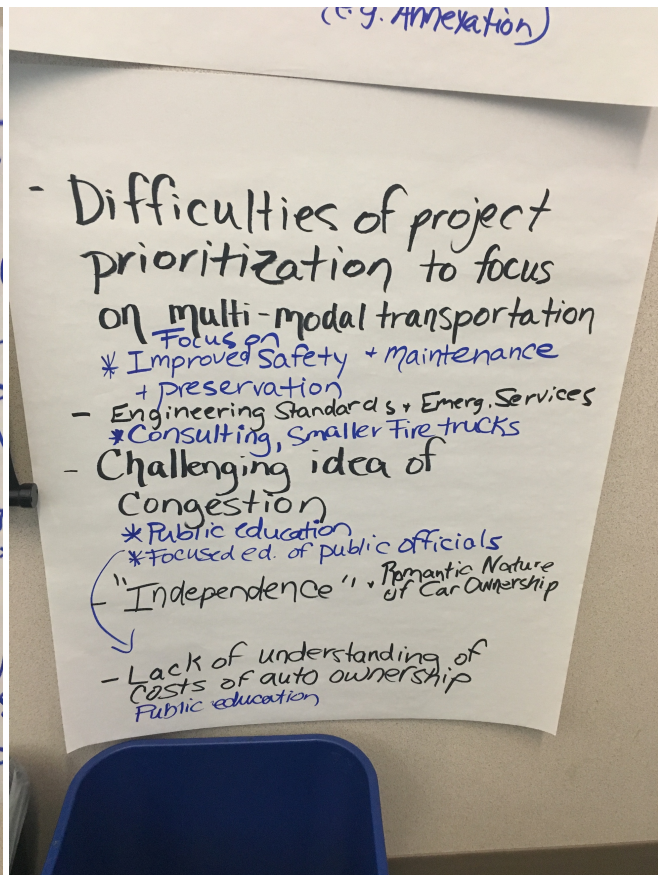 (e.g. Annexation)
- Difficulties of project
prioritization to focus
on multi-modal transportation
Focus on
* Improved Safety + Maintenance
+ preservation
- Engineering Standards + Emerg. Services
*Consulting, Smaller Fire trucks
- Challenging idea of
Congestion
* Public education
*Focused ed. of public officials
- "Independence" + Romantic Nature
of Car Ownership
- Lack of understanding of
costs of auto ownership
Public education